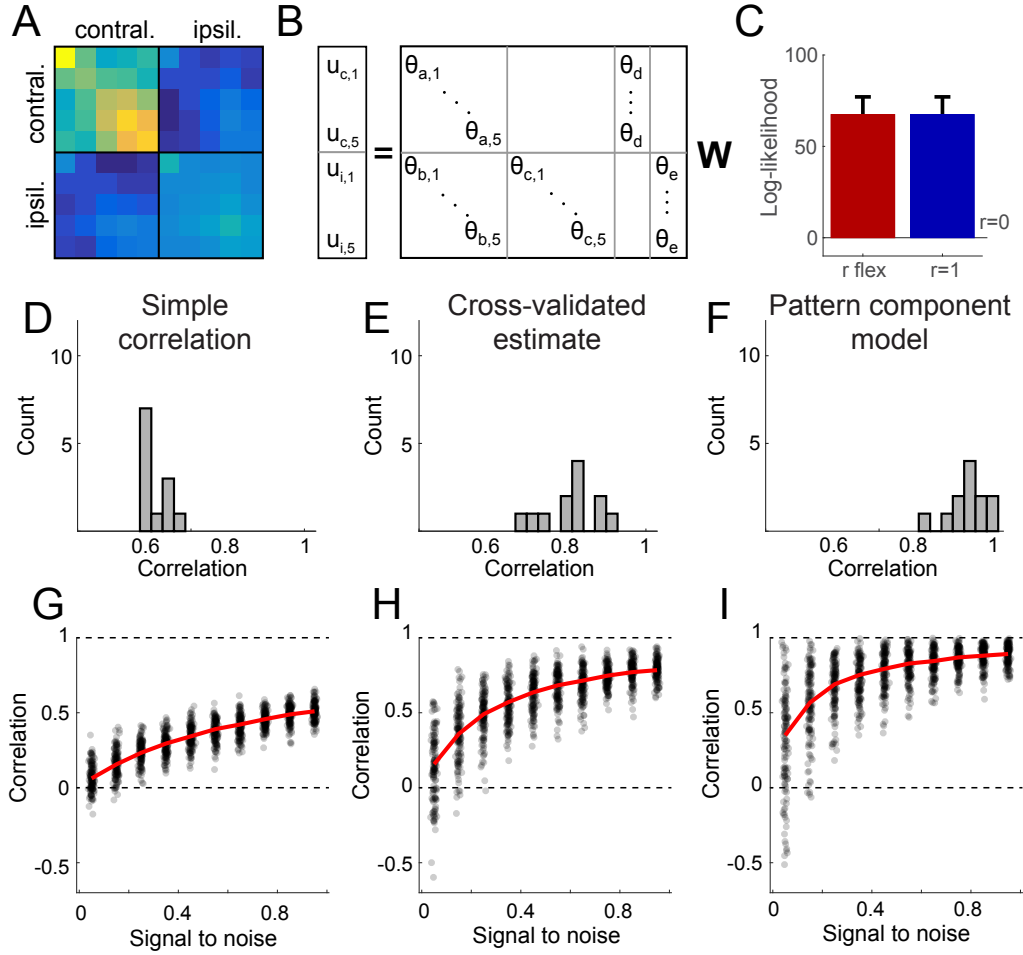 A
contral.
ipsil.
contral.
ipsil.
B
u_c,1
u_c,5
u_i,1
u_i,5
=
θ_a,1
θ_a,5
θ_d
θ_d
θ_b,1
θ_b,5
θ_c,1
θ_c,5
θ_e
θ_e
W
C
Log-likelihood
100
50
0
r=0
r flex
r=1
D
Simple
correlation
Count
10
5
0.6
0.8
1
Correlation
E
Cross-validated
estimate
Count
10
5
0.6
0.8
1
Correlation
F
Pattern component
model
Count
10
5
0.6
0.8
1
Correlation
G
Correlation
1
0.5
0
-0.5
0
0.4
0.8
Signal to noise
H
Correlation
1
0.5
0
-0.5
0
0.4
0.8
Signal to noise
I
Correlation
1
0.5
0
-0.5
0
0.4
0.8
Signal to noise